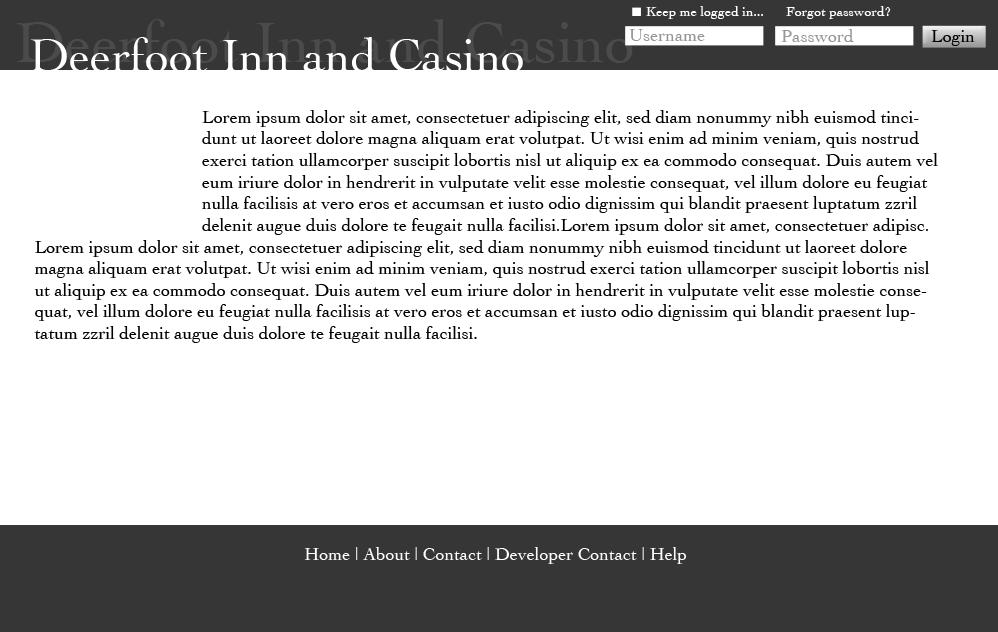 Deerfoot Inn and Casino
Deerfoot Inn and Casino
Keep me logged in... Forgot password?
Username Password Login
Lorem ipsum dolor sit amet, consectetuer adipiscing elit, sed diam nonummy nibh euismod tinci-
dunt ut laoreet dolore magna aliquam erat volutpat. Ut wisi enim ad minim veniam, quis nostrud
exerci tation ullamcorper suscipit lobortis nisl ut aliquip ex ea commodo consequat. Duis autem vel
eum iriure dolor in hendrerit in vulputate velit esse molestie consequat, vel illum dolore eu feugiat
nulla facilisis at vero eros et accumsan et iusto odio dignissim qui blandit praesent luptatum zzril
delenit augue duis dolore te feugait nulla facilisi.Lorem ipsum dolor sit amet, consectetuer adipisc.
Lorem ipsum dolor sit amet, consectetuer adipiscing elit, sed diam nonummy nibh euismod tincidunt ut laoreet dolore
magna aliquam erat volutpat. Ut wisi enim ad minim veniam, quis nostrud exerci tation ullamcorper suscipit lobortis nisl
ut aliquip ex ea commodo consequat. Duis autem vel eum iriure dolor in hendrerit in vulputate velit esse molestie conse-
quat, vel illum dolore eu feugiat nulla facilisis at vero eros et accumsan et iusto odio dignissim qui blandit praesent lup-
tatum zzril delenit augue duis dolore te feugait nulla facilisi.
Home | About | Contact | Developer Contact | Help